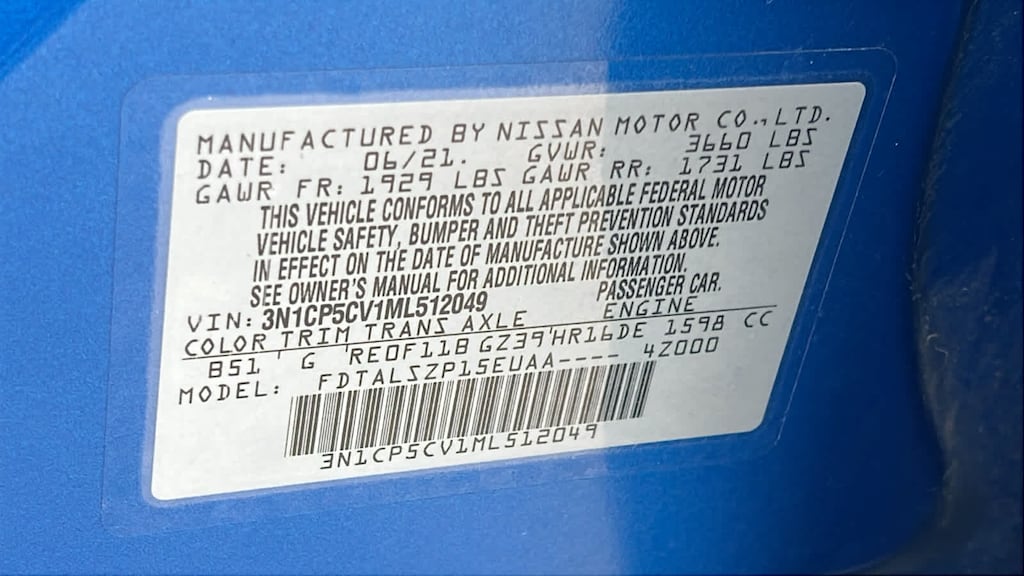 MANUFACTURED BY NISSAN MOTOR CO., LTD.
DATE: 06/21. GVWR: 3660 LBS
GAWR FR: 1929 LBS GAWR RR: 1731 LBS
THIS VEHICLE CONFORMS TO ALL APPLICABLE FEDERAL MOTOR
VEHICLE SAFETY, BUMPER AND THEFT PREVENTION STANDARDS
IN EFFECT ON THE DATE OF MANUFACTURE SHOWN ABOVE.
SEE OWNER'S MANUAL FOR ADDITIONAL INFORMATION.
VIN: 3N1CP5CV1ML512049 PASSENGER CAR.
COLOR TRIM TRANS AXLE ENGINE
B51 ' G 'RE0F11B GZ39'HR16DE 1598 CC
MODEL: FDTALSZP15EUAA---- 4Z000
3N1CP5CV1ML512049